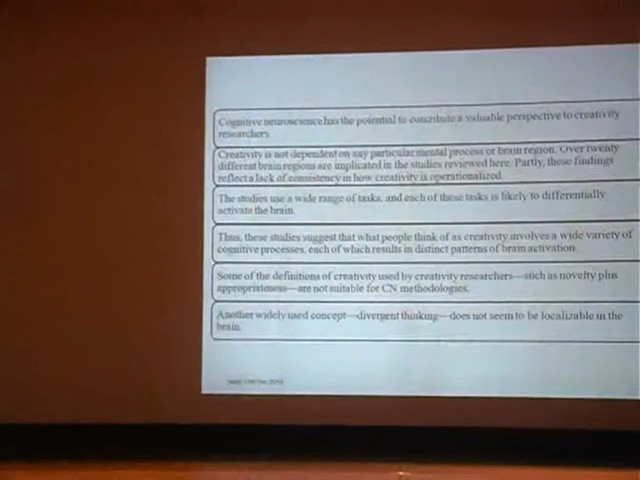 Cognitive neuroscience has the potential to contribute a valuable perspective to creativity
researchers.
Creativity is not dependent on any particular mental process or brain region. Over twenty
different brain regions are implicated in the studies reviewed here. Partly, these findings
reflect a lack of consistency in how creativity is operationalized.
The studies use a wide range of tasks, and each of these tasks is likely to differentially
activate the brain.
Thus, these studies suggest that what people think of as creativity involves a wide variety of
cognitive processes, each of which results in distinct patterns of brain activation.
Some of the definitions of creativity used by creativity researchers—such as novelty plus
appropriateness—are not suitable for CN methodologies.
Another widely used concept—divergent thinking—does not seem to be localizable in the
brain.